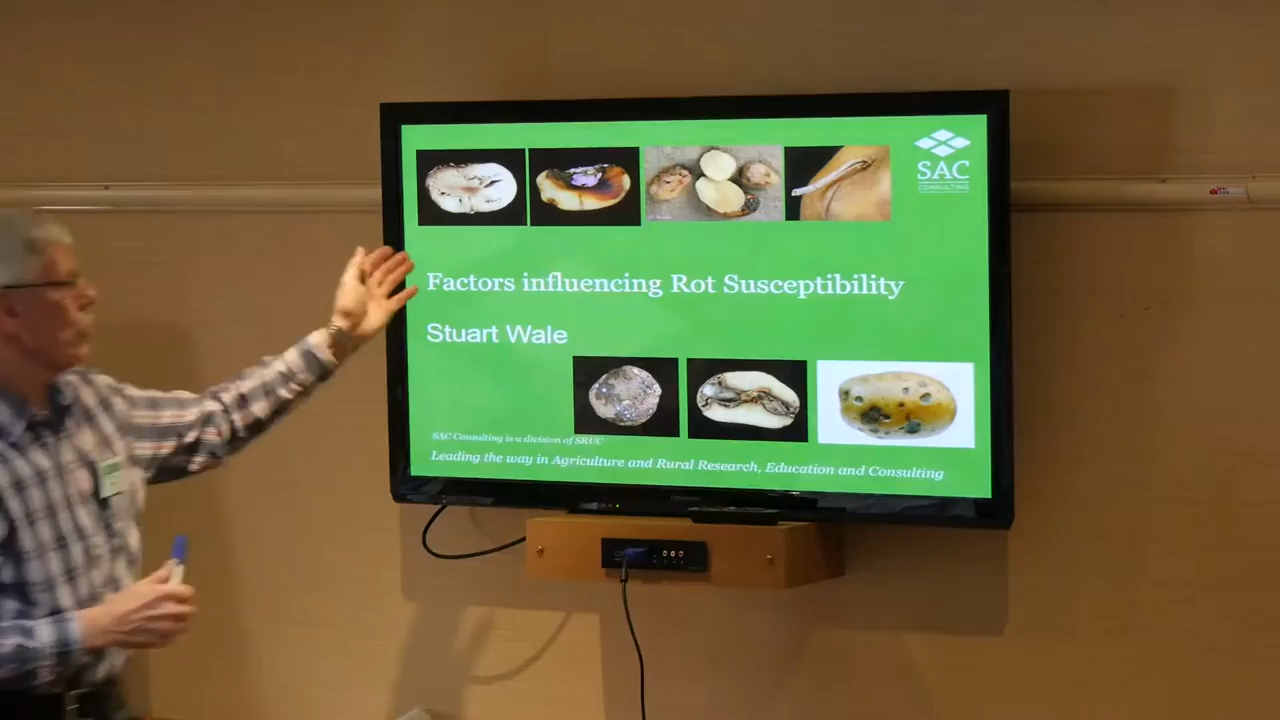 SAC
CONSULTING
Factors influencing Rot Susceptibility
Stuart Wale
SAC Consulting is a division of SRUC
Leading the way in Agriculture and Rural Research, Education and Consulting